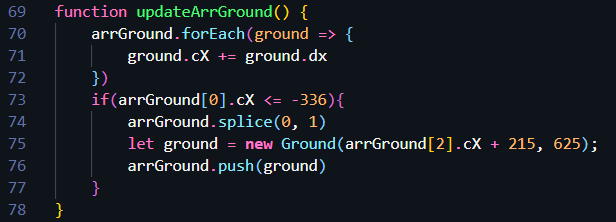 69 function updateArrGround() {
70     arrGround.forEach(ground => {
71         ground.cX += ground.dx
72     })
73     if(arrGround[0].cX <= -336){
74         arrGround.splice(0, 1)
75         let ground = new Ground(arrGround[2].cX + 215, 625);
76         arrGround.push(ground)
77     }
78 }